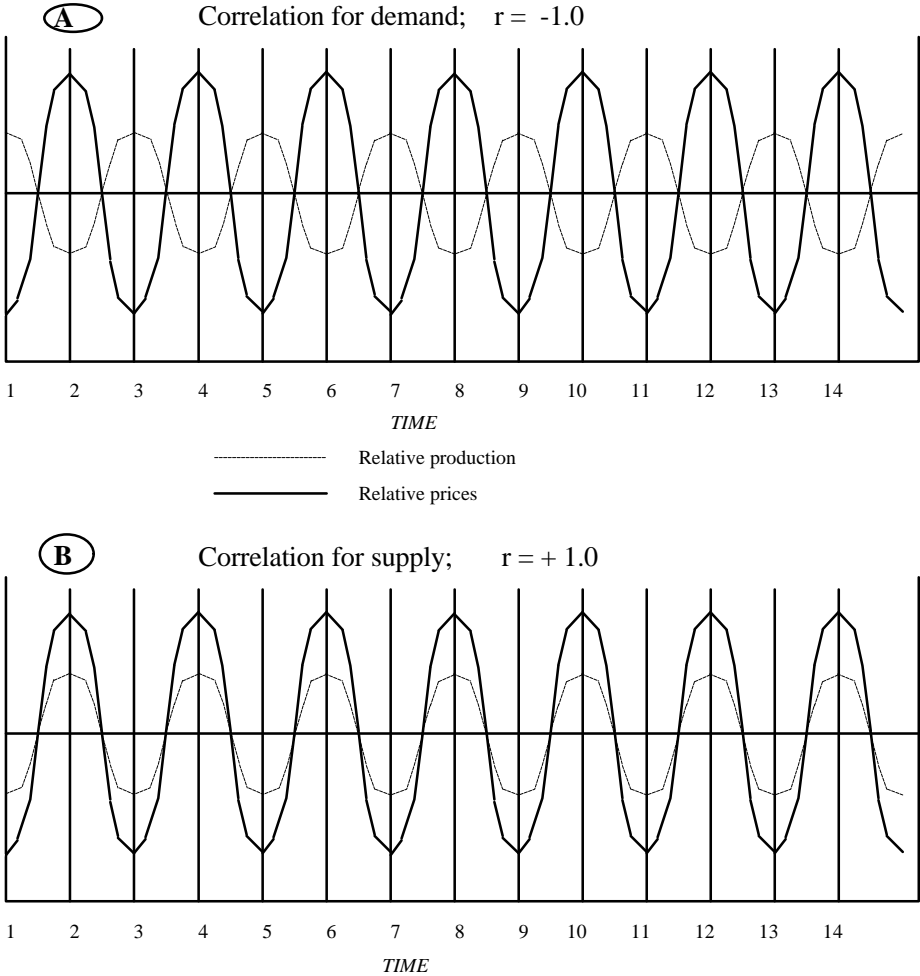 A Correlation for demand; r = -1.0
1 2 3 4 5 6 7 8 9 10 11 12 13 14
TIME
Relative production
Relative prices
B Correlation for supply; r = + 1.0
1 2 3 4 5 6 7 8 9 10 11 12 13 14
TIME